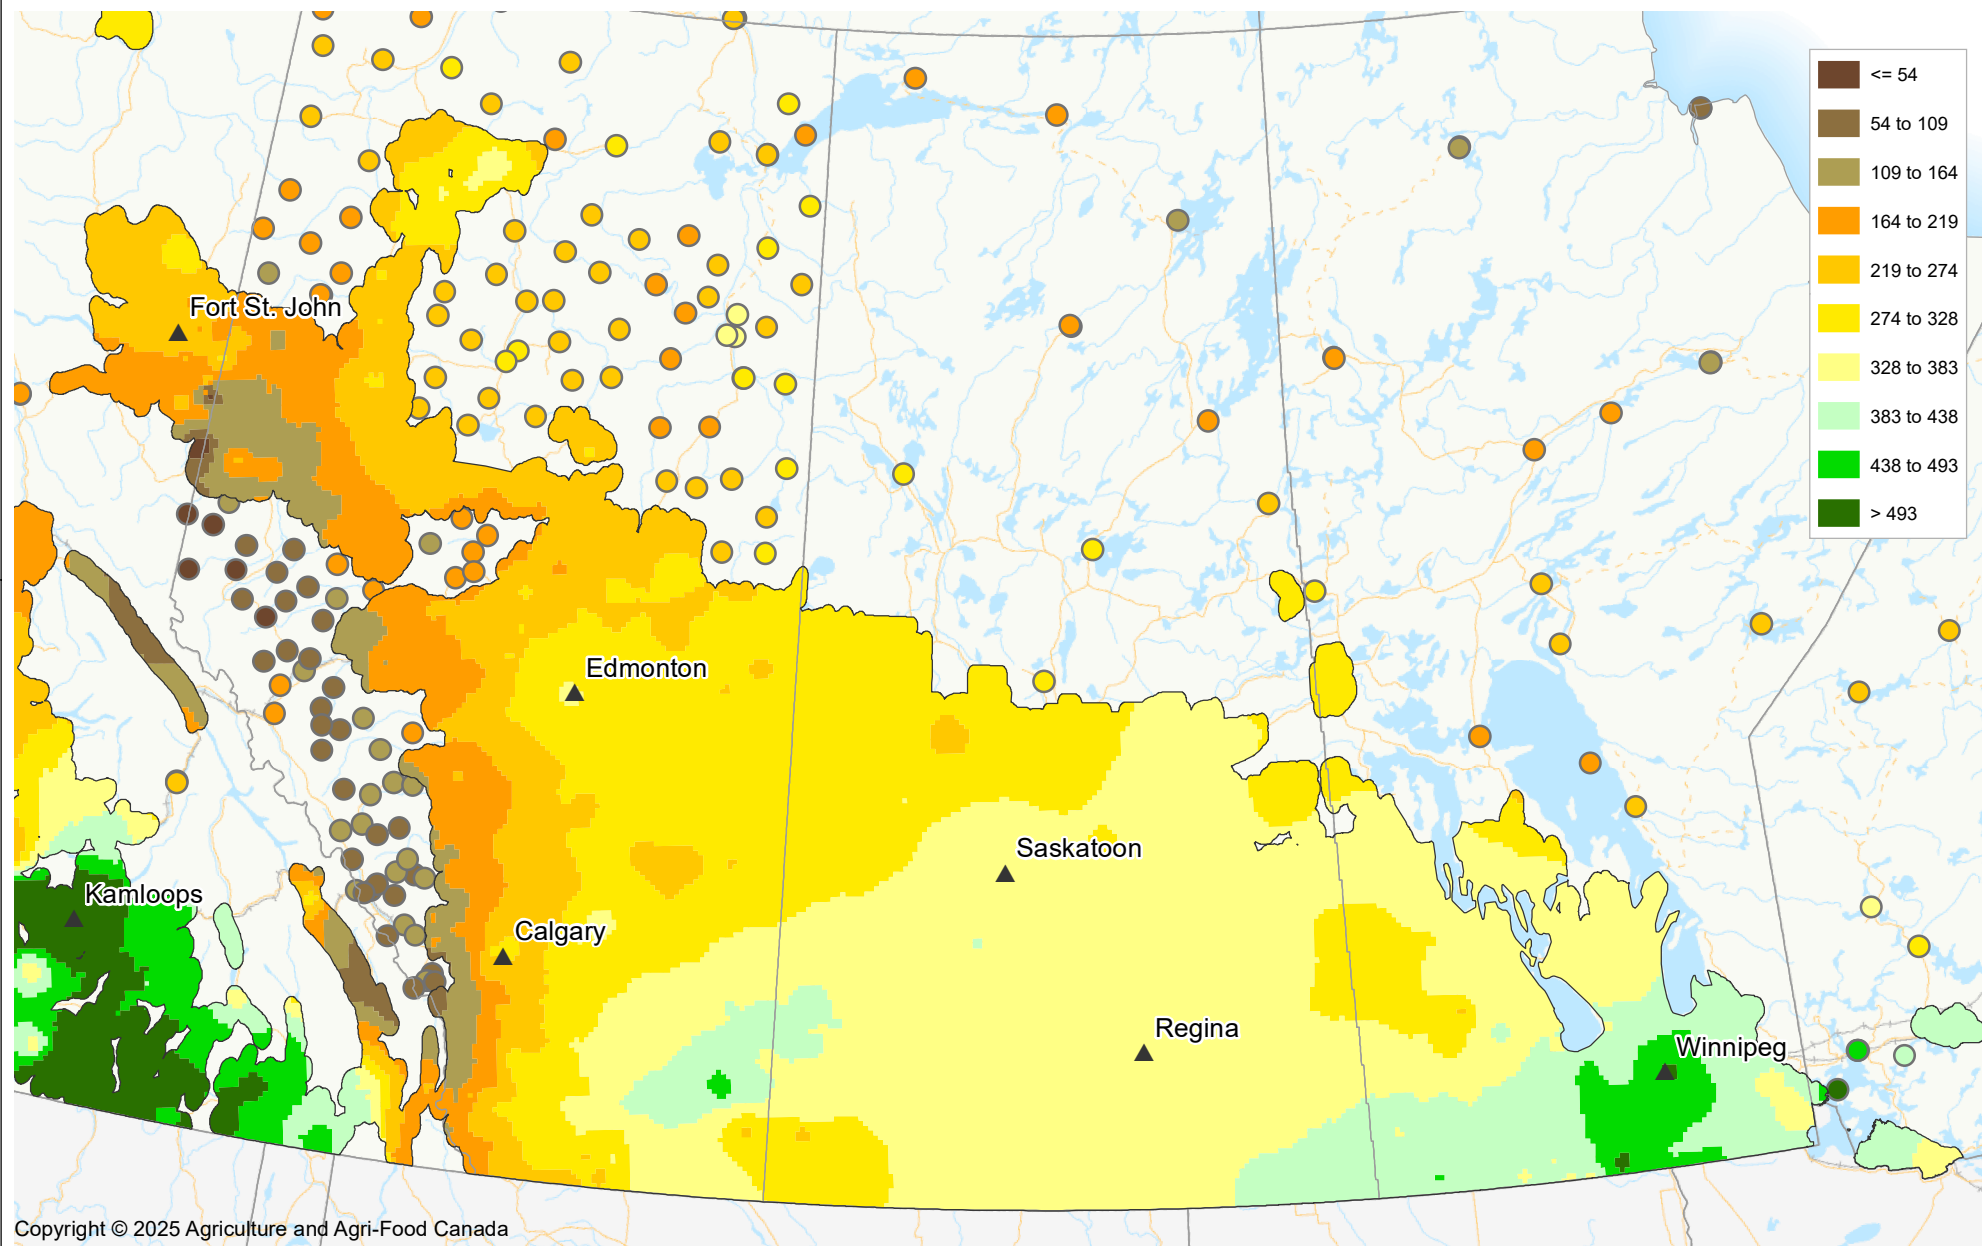 <= 54
54 to 109
109 to 164
164 to 219
219 to 274
274 to 328
328 to 383
383 to 438
438 to 493
> 493
Fort St. John
Edmonton
Saskatoon
Kamloops
Calgary
Regina
Winnipeg
Copyright © 2025 Agriculture and Agri-Food Canada